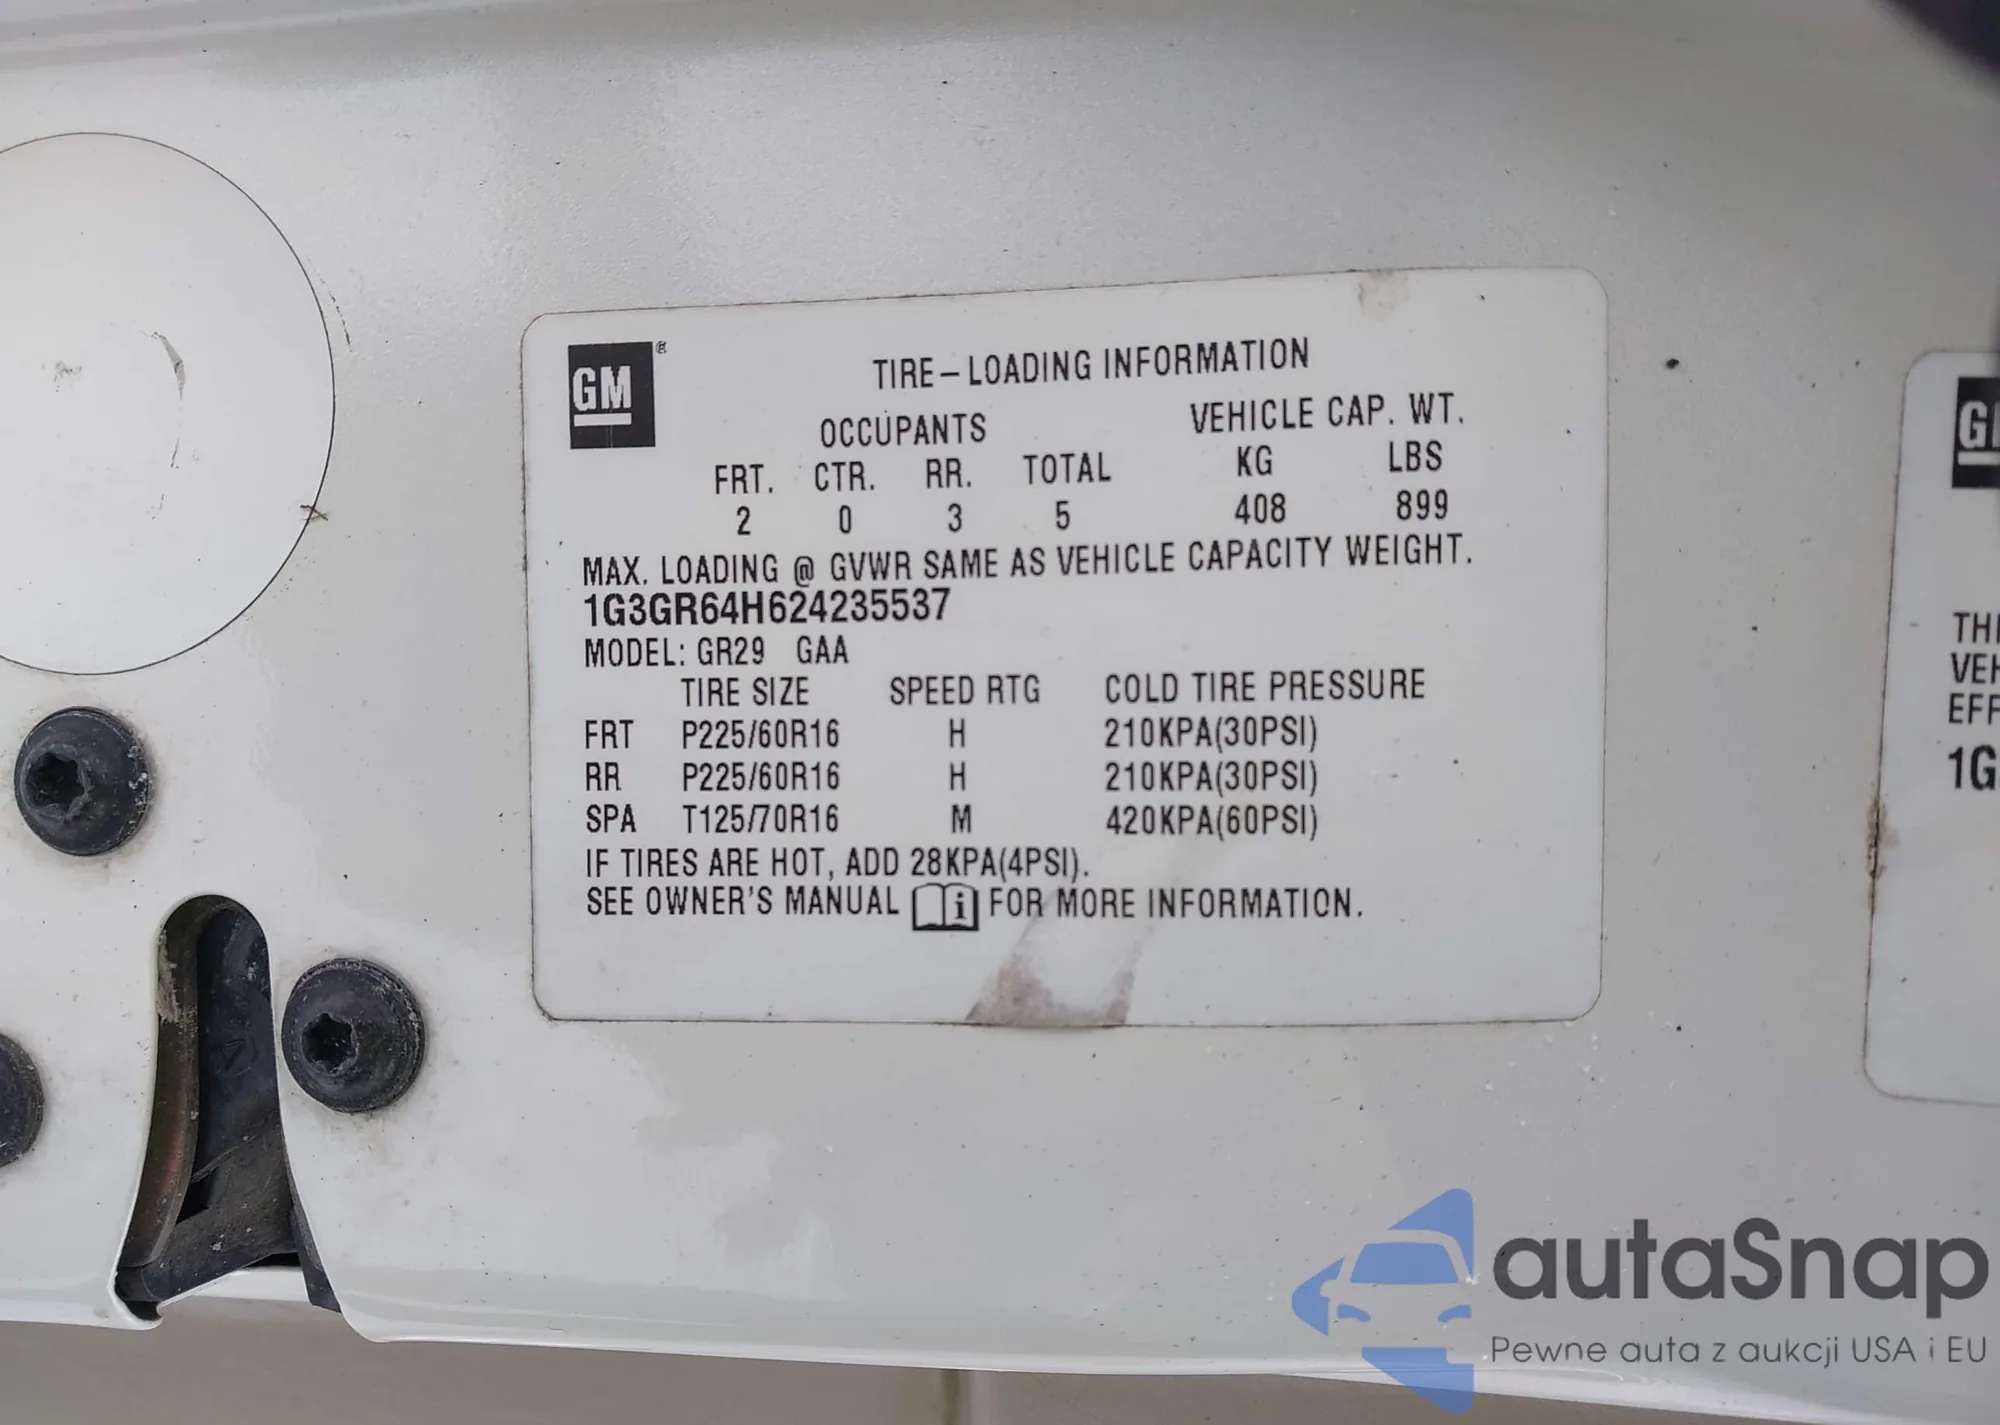 GM
TIRE–LOADING INFORMATION
OCCUPANTS VEHICLE CAP. WT.
FRT. CTR. RR. TOTAL KG LBS
2 0 3 5 408 899
MAX. LOADING @ GVWR SAME AS VEHICLE CAPACITY WEIGHT.
1G3GR64H624235537
MODEL: GR29 GAA
TIRE SIZE SPEED RTG COLD TIRE PRESSURE
FRT P225/60R16 H 210KPA(30PSI)
RR P225/60R16 H 210KPA(30PSI)
SPA T125/70R16 M 420KPA(60PSI)
IF TIRES ARE HOT, ADD 28KPA(4PSI).
SEE OWNER'S MANUAL i FOR MORE INFORMATION.
1G
autaSnap
Pewne auta z aukcji USA i EU